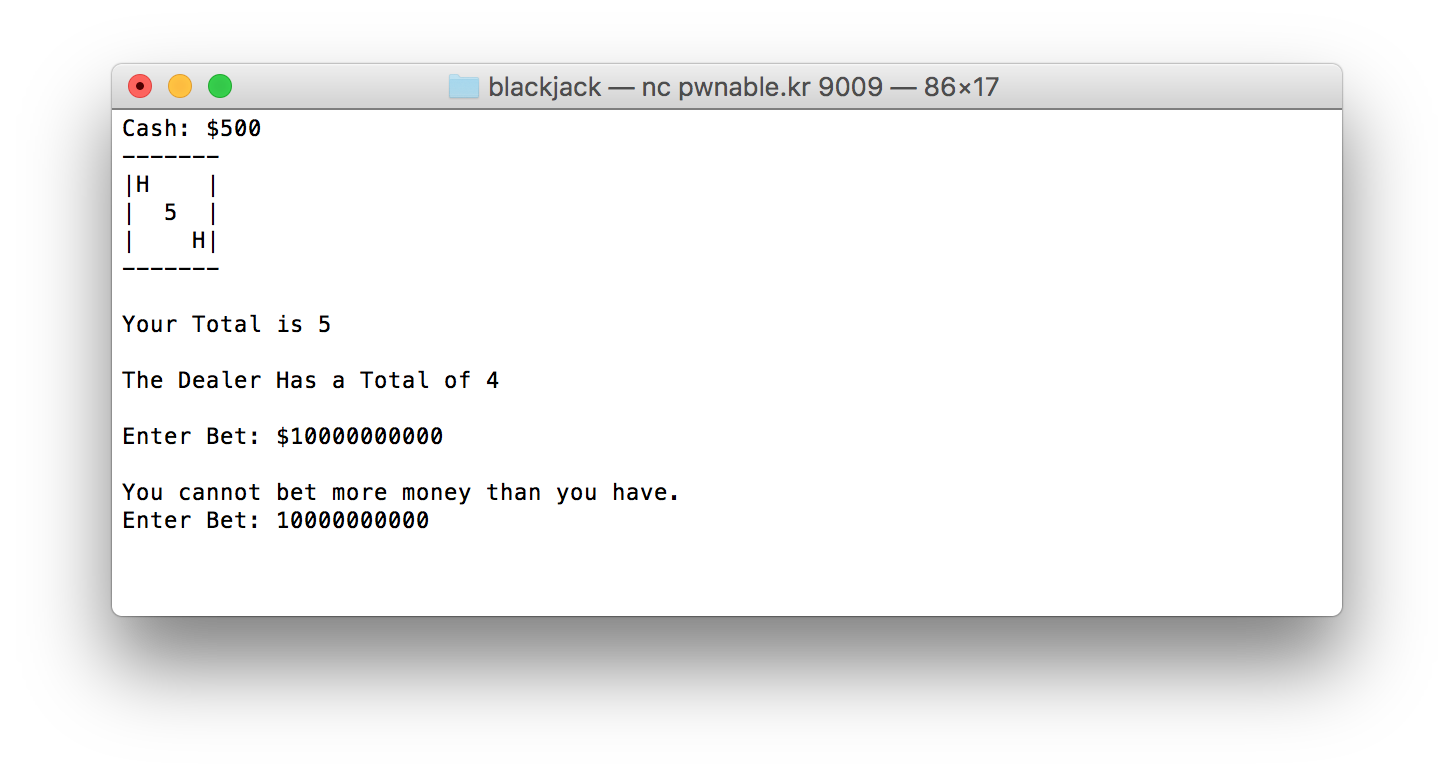 blackjack — nc pwnable.kr 9009 — 86×17
Cash: $500
-------
|H    |
|  5  |
|    H|
-------
Your Total is 5
The Dealer Has a Total of 4
Enter Bet: $10000000000
You cannot bet more money than you have.
Enter Bet: 10000000000